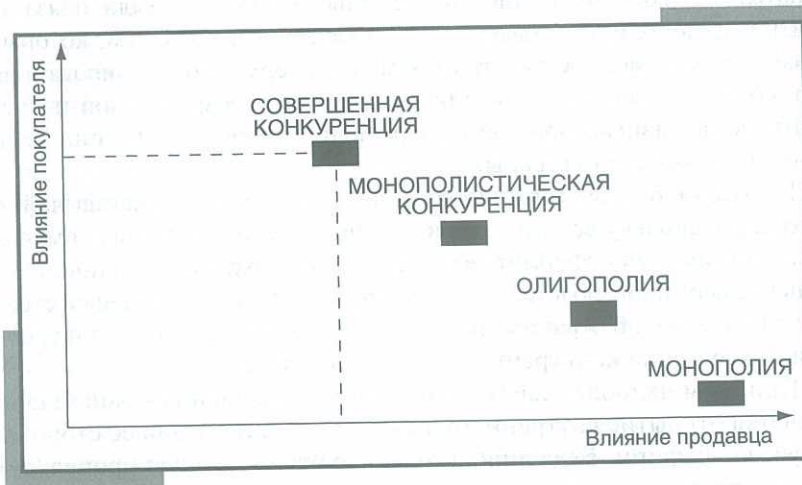 Влияние покупателя
СОВЕРШЕННАЯ
КОНКУРЕНЦИЯ
МОНОПОЛИСТИЧЕСКАЯ
КОНКУРЕНЦИЯ
ОЛИГОПОЛИЯ
МОНОПОЛИЯ
Влияние продавца